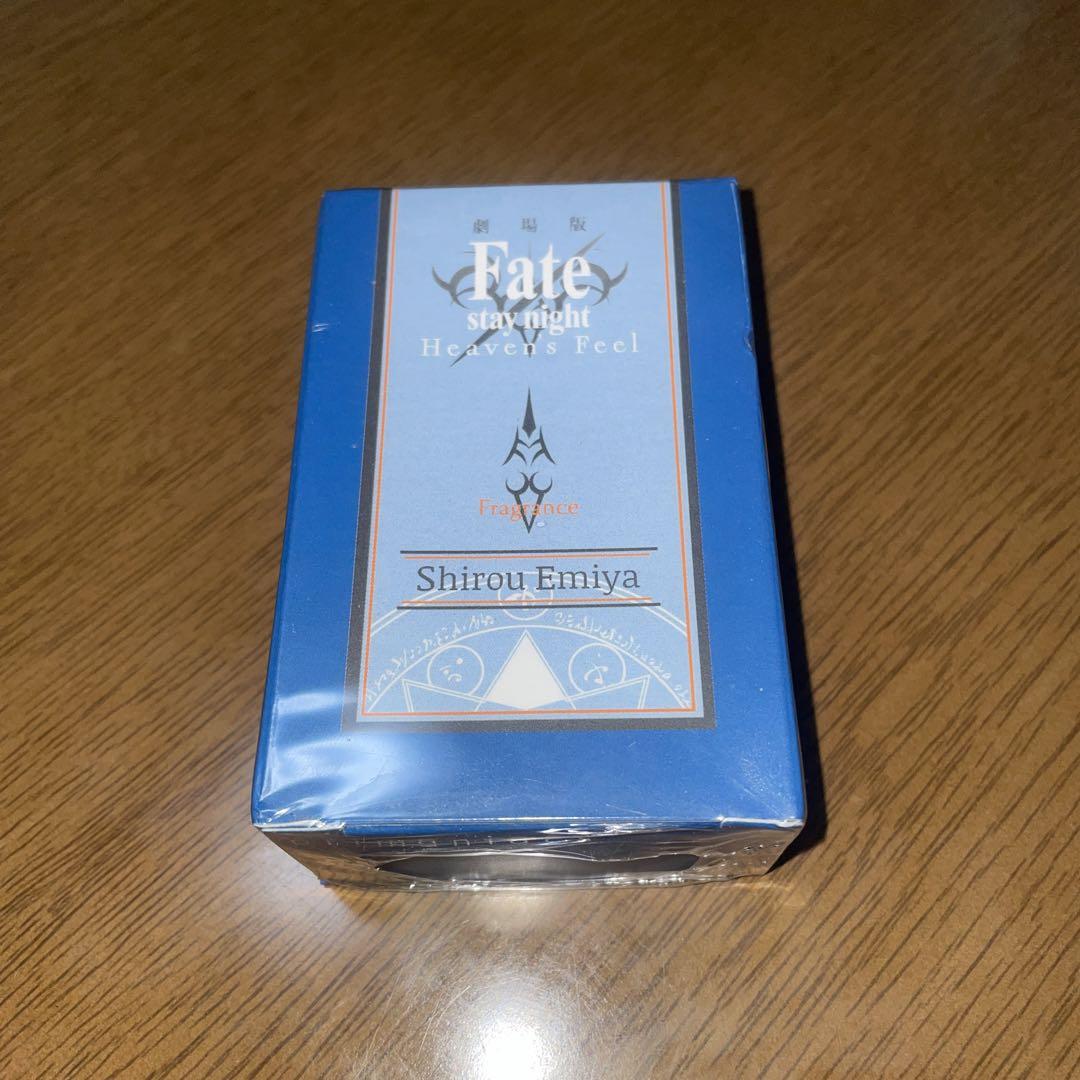 劇場版
Fate
stay night
Heaven's Feel
Fragrance
Shirou Emiya